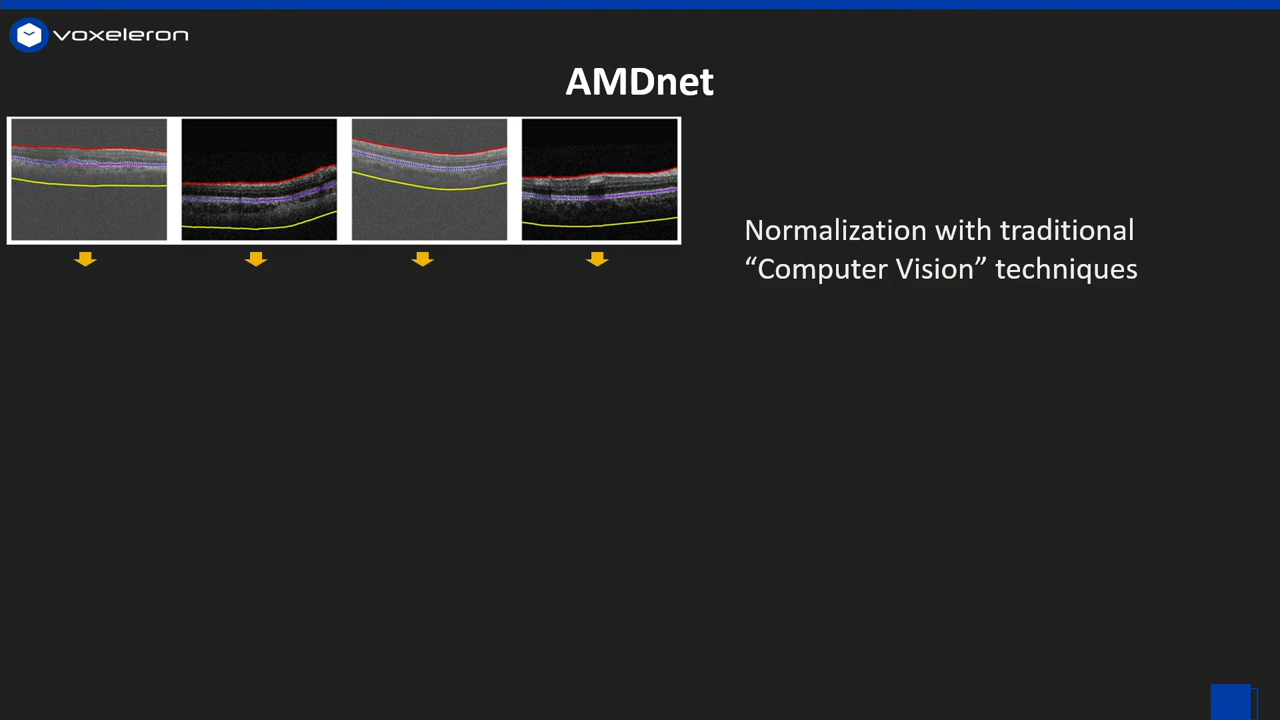 voxeleron
AMDnet
Normalization with traditional
“Computer Vision” techniques